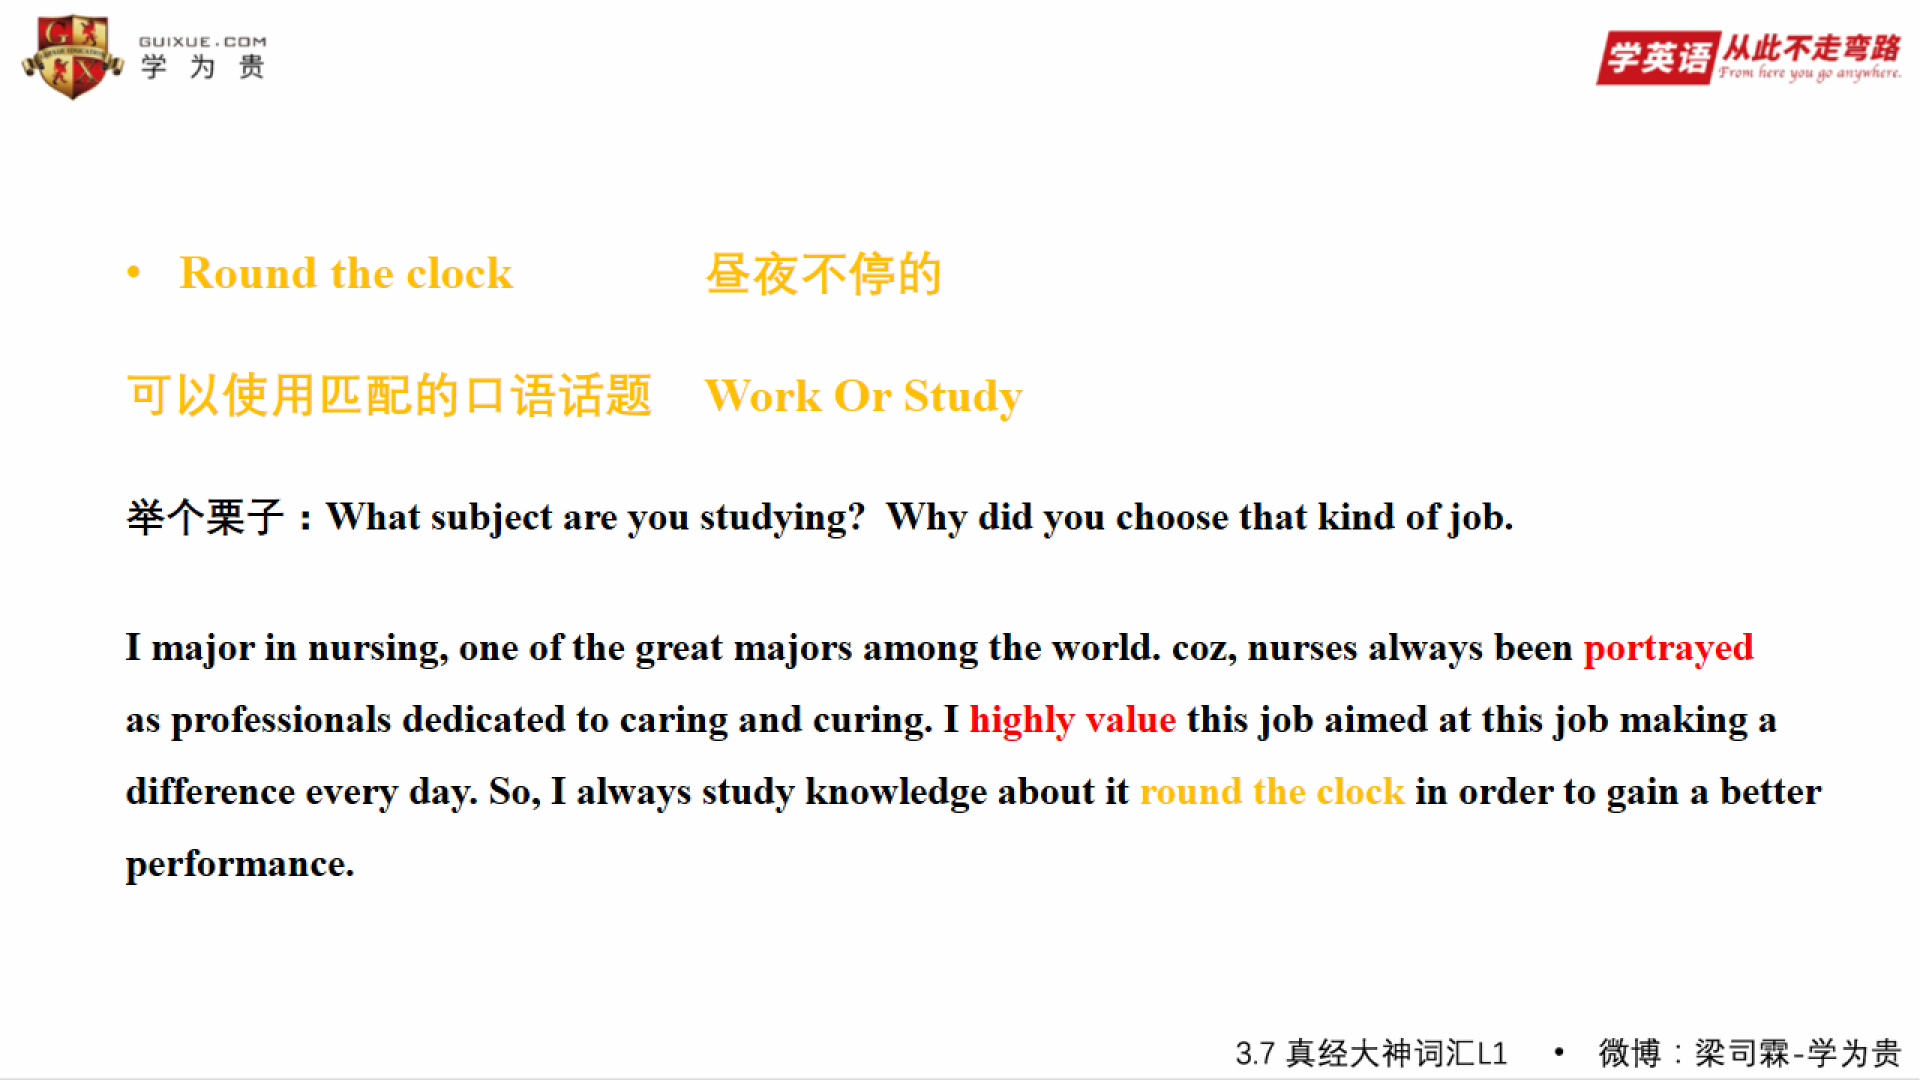 GUIXUE.COM
学为贵
学英语 从此不走弯路
From here you go anywhere.
• Round the clock 昼夜不停的
可以使用匹配的口语话题 Work Or Study
举个栗子：What subject are you studying? Why did you choose that kind of job.
I major in nursing, one of the great majors among the world. coz, nurses always been portrayed
as professionals dedicated to caring and curing. I highly value this job aimed at this job making a
difference every day. So, I always study knowledge about it round the clock in order to gain a better
performance.
3.7 真经大神词汇L1 • 微博：梁司霖-学为贵